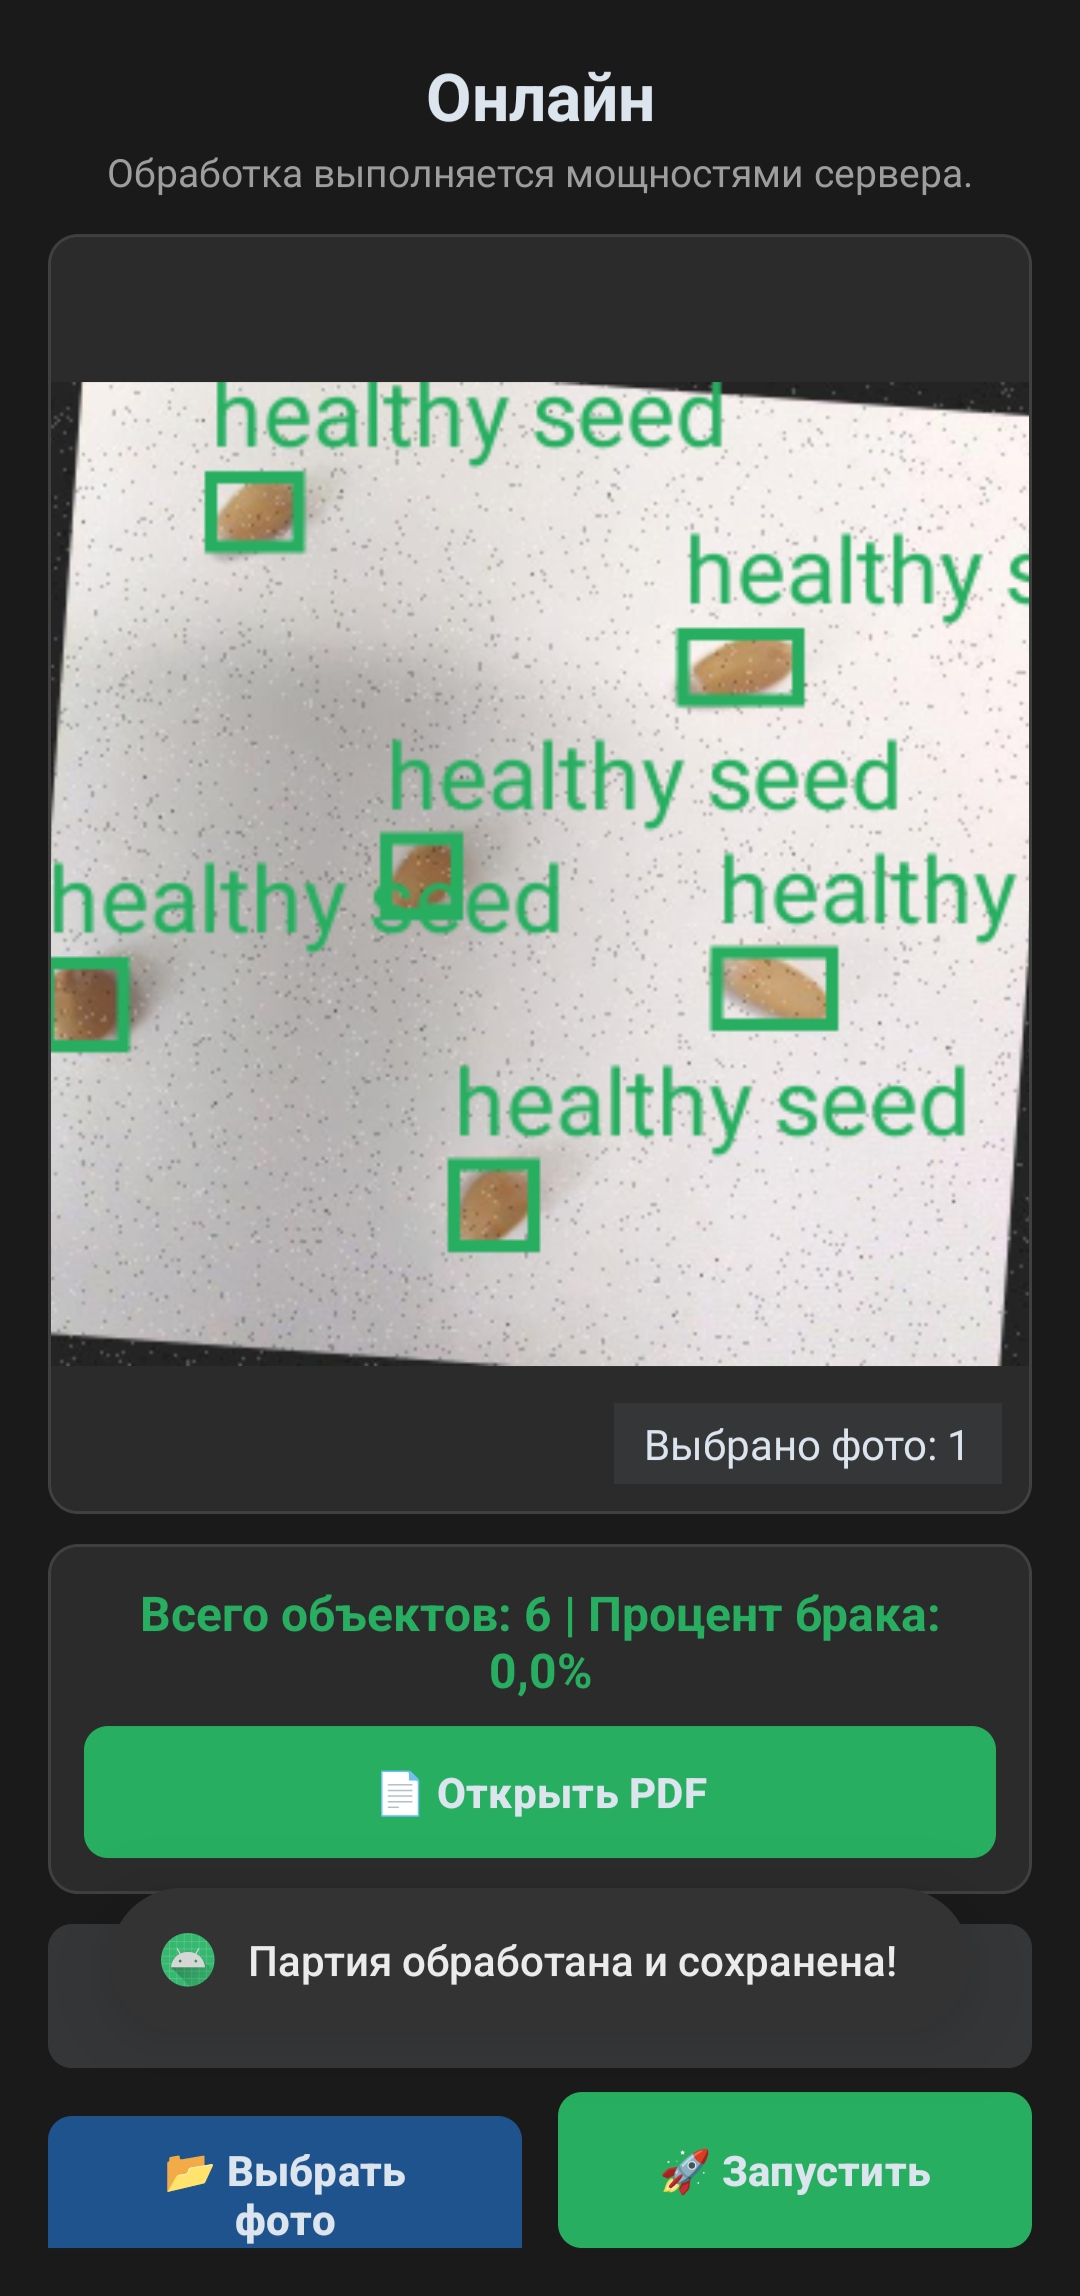 Онлайн
Обработка выполняется мощностями сервера.
healthy seed
healthy s
healthy seed
healthy seed
healthy
healthy seed
Выбрано фото: 1
Всего объектов: 6 | Процент брака:
0,0%
📄 Открыть PDF
Партия обработана и сохранена!
📂 Выбрать
фото
🚀 Запустить